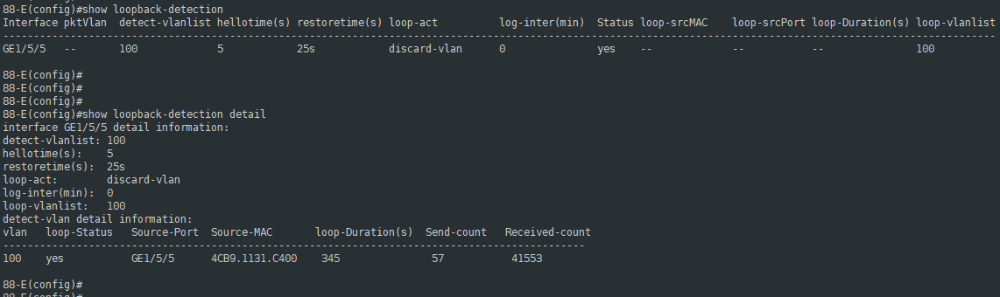 88-E(config)#show loopback-detection
Interface pktVlan detect-vlanlist hellotime(s) restoretime(s) loop-act log-inter(min) Status loop-srcMAC loop-srcPort loop-Duration(s) loop-vlanlist
--------------------------------------------------------------------------------------------------------------------------------------------------------------------
GE1/5/5 -- 100 5 25s discard-vlan 0 yes -- -- -- 100
88-E(config)#
88-E(config)#
88-E(config)#
88-E(config)#show loopback-detection detail
interface GE1/5/5 detail information:
detect-vlanlist: 100
hellotime(s): 5
restoretime(s): 25s
loop-act: discard-vlan
log-inter(min): 0
loop-vlanlist: 100
detect-vlan detail information:
vlan loop-Status Source-Port Source-MAC loop-Duration(s) Send-count Received-count
-----------------------------------------------------------------------------------------------
100 yes GE1/5/5 4CB9.1131.C400 345 57 41553
88-E(config)#
88-E(config)#